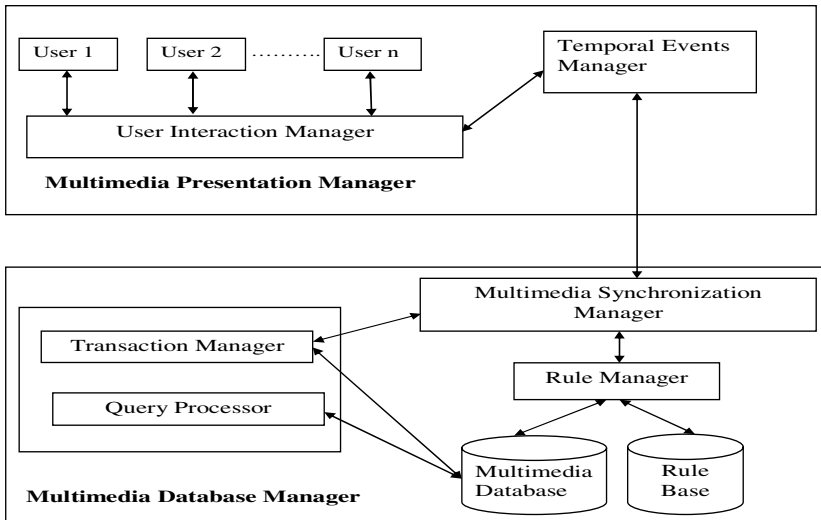 User 1
User 2
....................
User n
Temporal Events
Manager
User Interaction Manager
Multimedia Presentation Manager
Multimedia Synchronization
Manager
Transaction Manager
Rule Manager
Query Processor
Multimedia
Database
Rule
Base
Multimedia Database Manager